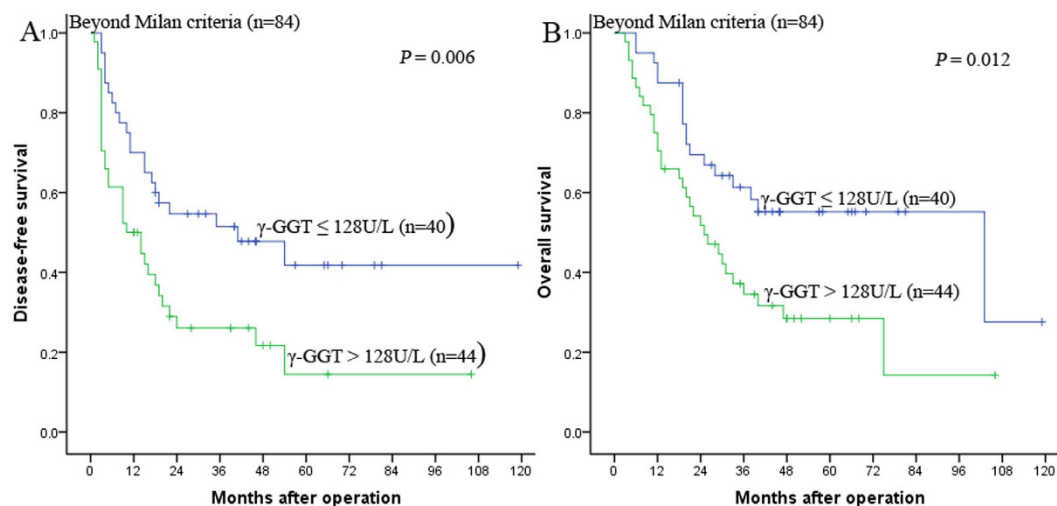 A
Beyond Milan criteria (n=84)
P = 0.006
Disease-free survival
1.0
0.8
0.6
0.4
0.2
0.0
γ-GGT ≤ 128U/L (n=40)
γ-GGT > 128U/L (n=44)
0 12 24 36 48 60 72 84 96 108 120
Months after operation
B
Beyond Milan criteria (n=84)
P = 0.012
Overall survival
1.0
0.8
0.6
0.4
0.2
0.0
γ-GGT ≤ 128U/L (n=40)
γ-GGT > 128U/L (n=44)
0 12 24 36 48 60 72 84 96 108 120
Months after operation